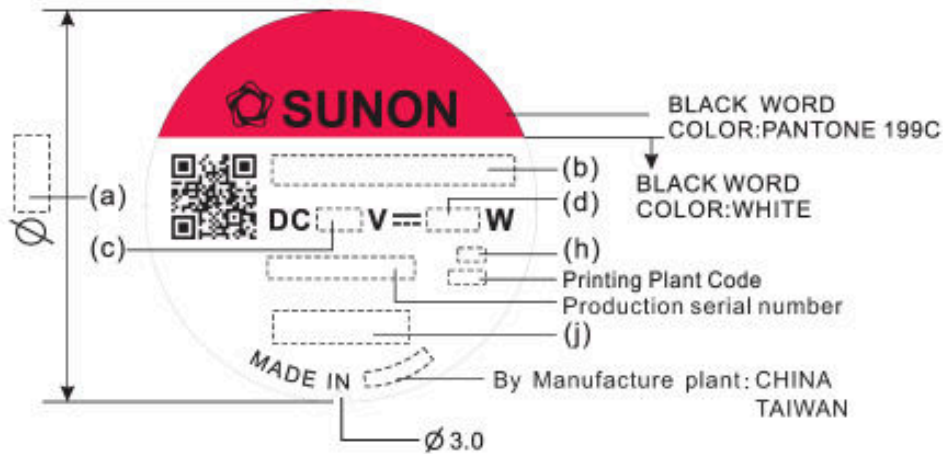 SUNON
BLACK WORD
COLOR:PANTONE 199C
(a)
Ø
(b)
BLACK WORD
COLOR:WHITE
DC V⎓ W
(d)
(c)
(h)
Printing Plant Code
Production serial number
(j)
MADE IN
By Manufacture plant: CHINA
TAIWAN
Ø3.0